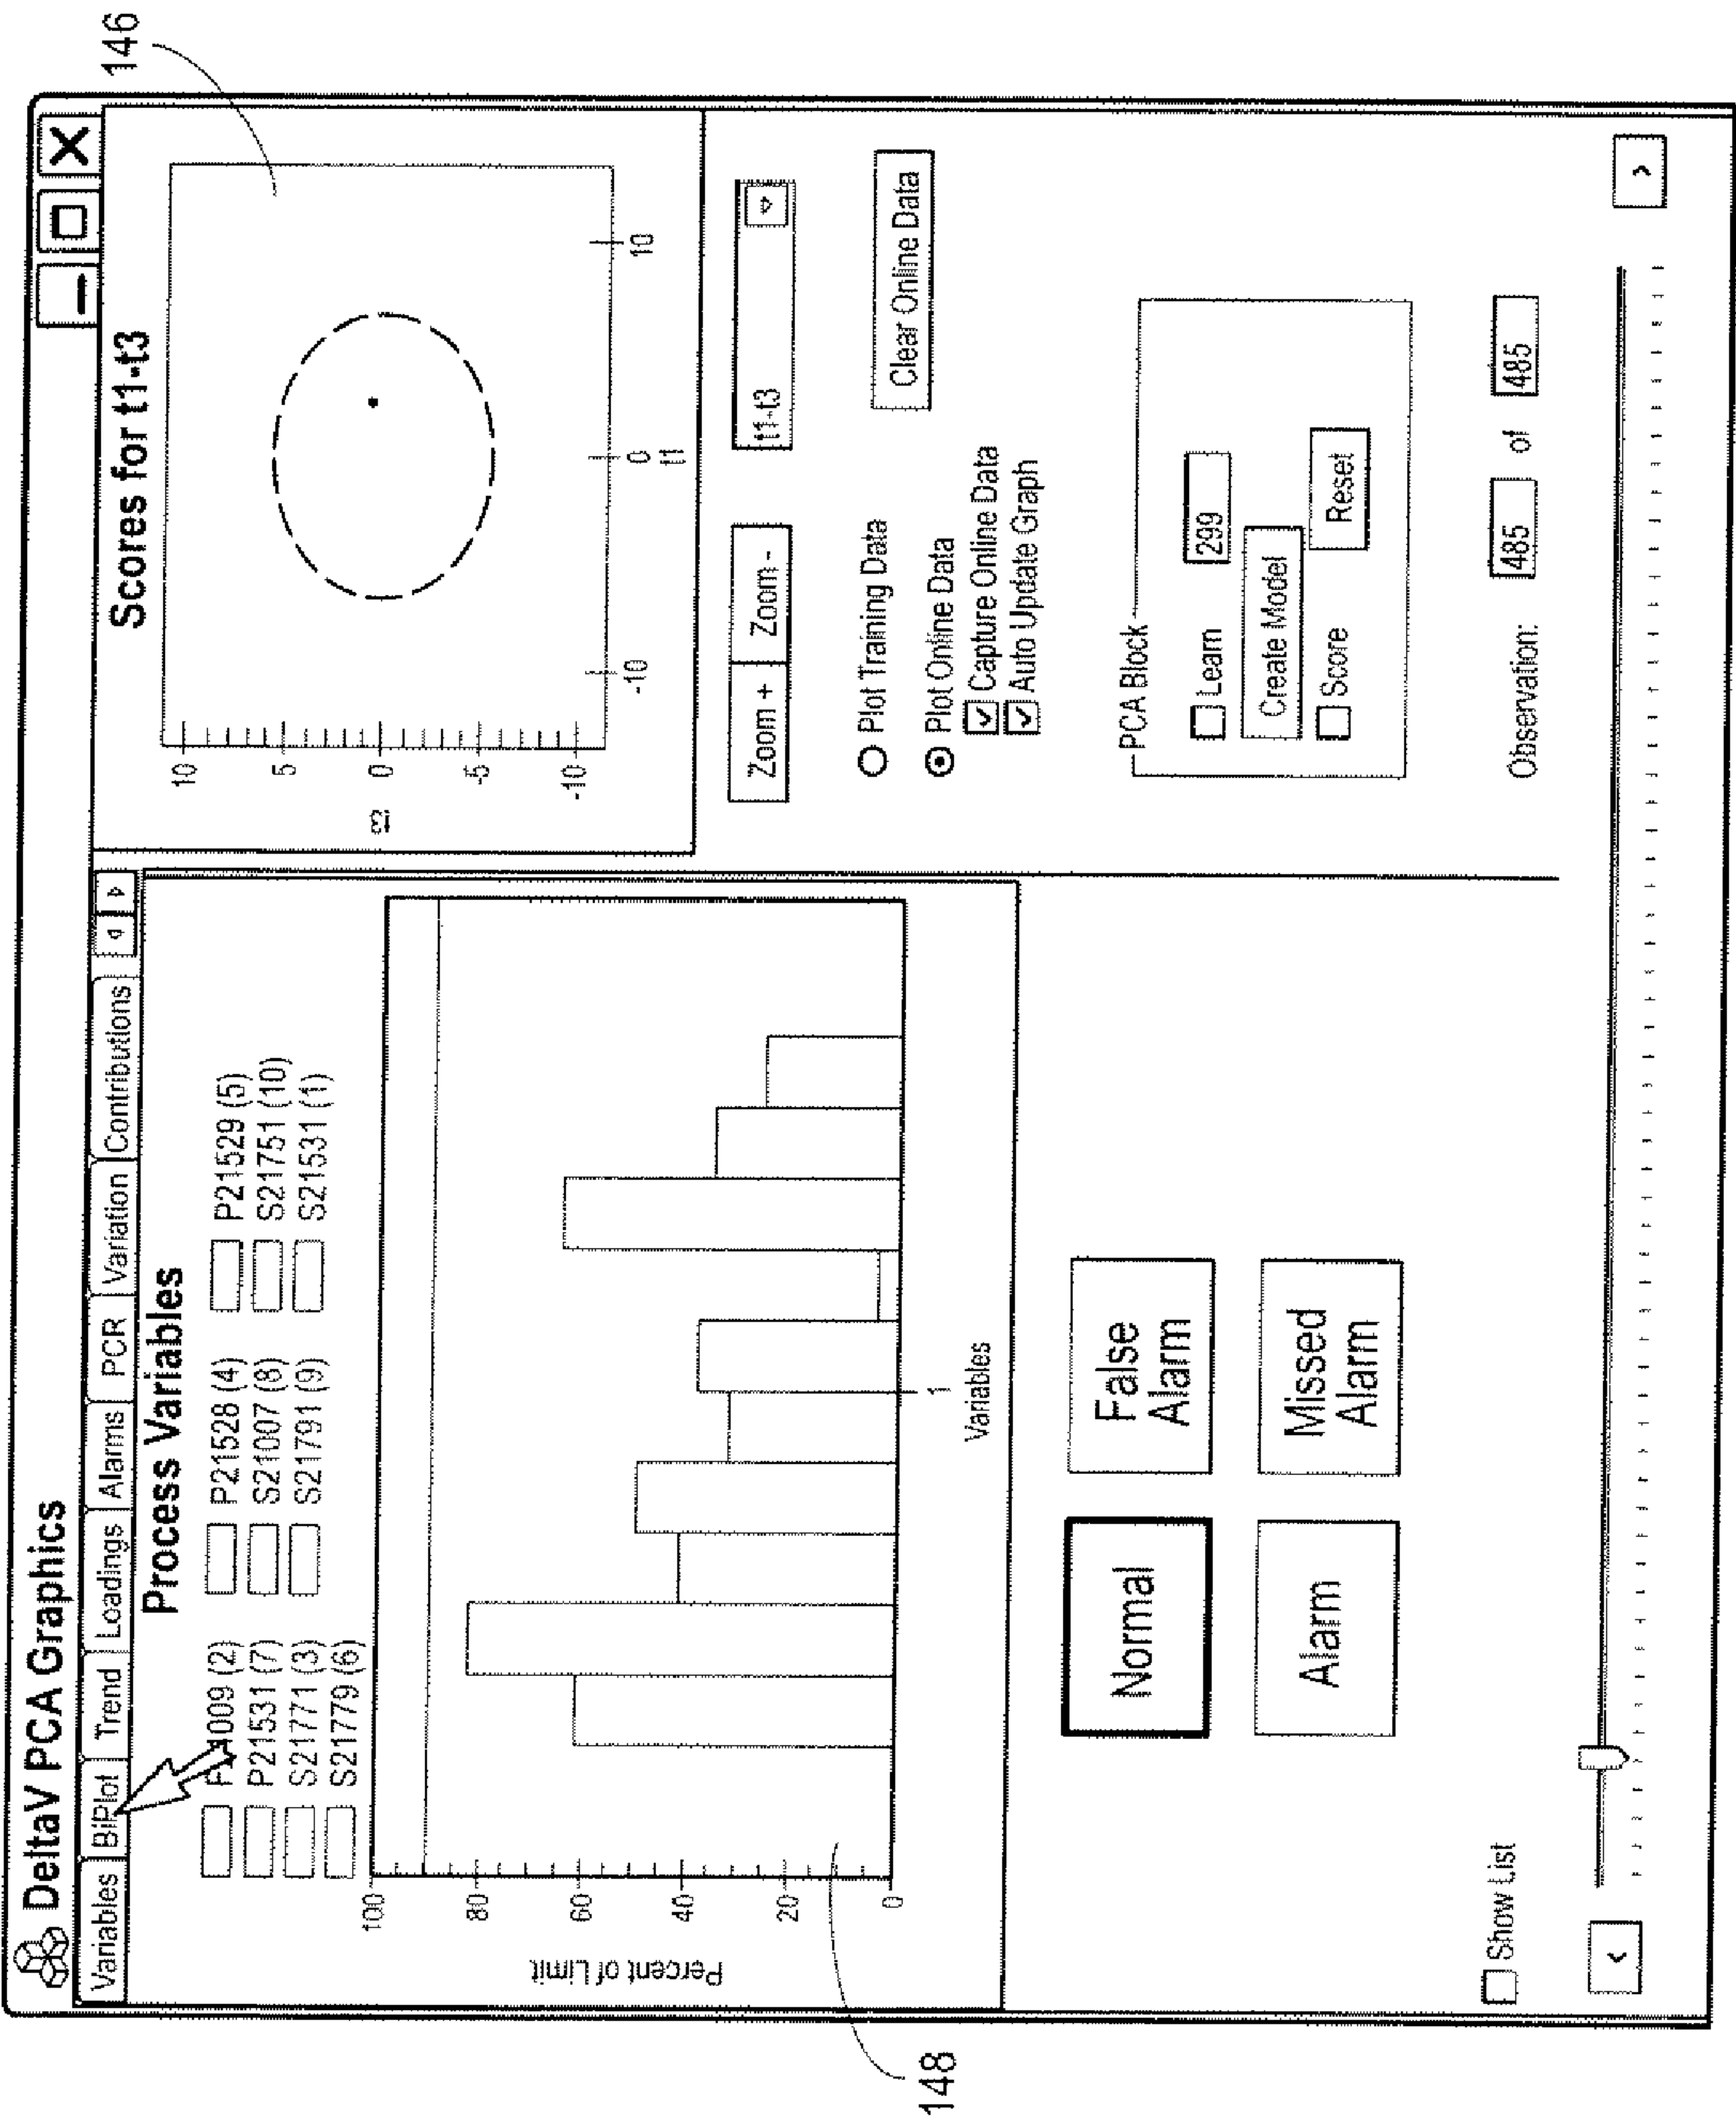 DeltaV PCA Graphics
Variables BiPlot Trend Loadings Alarms PCR Variation Contributions
Process Variables
F4009 (2) P21528 (4) P21529 (5)
P21531 (7) S21007 (8) S21751 (10)
S21771 (3) S21791 (9) S21531 (1)
S21779 (6)
100
80
60
40
20
0
Percent of Limit
1
Variables
148
Normal
False Alarm
Alarm
Missed Alarm
Show List
Scores for t1-t3
146
10
5
0
-5
-10
t3
-10 0 10
t1
Zoom + Zoom - t1-t3
Plot Training Data
Plot Online Data
Capture Online Data
Auto Update Graph
Clear Online Data
PCA Block
Learn 299
Create Model
Score Reset
Observation: 485 of 485
< >